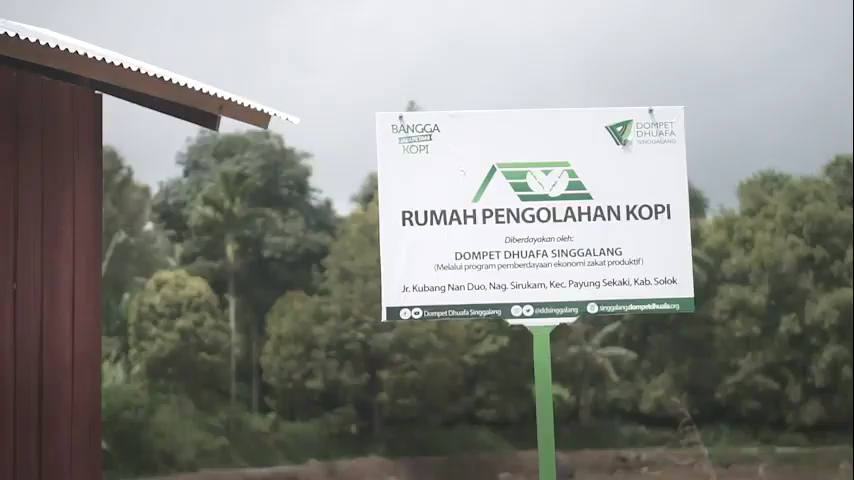 BANGGA
KOPI
DOMPET
DHUAFA
SINGGALANG
RUMAH PENGOLAHAN KOPI
Diberdayakan oleh:
DOMPET DHUAFA SINGGALANG
(Melalui program pemberdayaan ekonomi zakat produktif)
Jr. Kubang Nan Duo, Nag. Sirukam, Kec. Payung Sekaki, Kab. Solok
Dompet Dhuafa Singgalang @ddsinggalang singgalang.dompetdhuafa.org